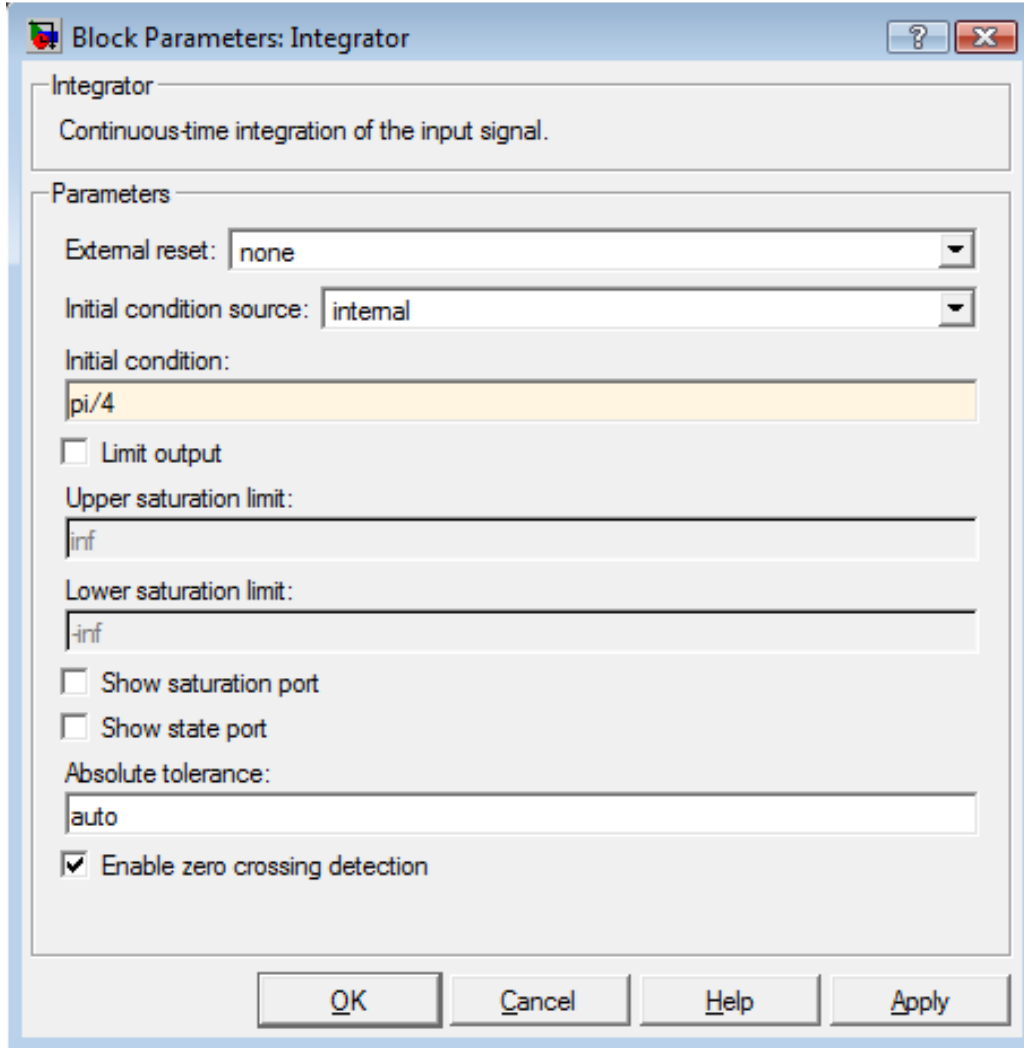 Block Parameters: Integrator
?
Integrator
Continuous-time integration of the input signal.
Parameters
External reset: none
Initial condition source: internal
Initial condition:
pi/4
Limit output
Upper saturation limit:
inf
Lower saturation limit:
-inf
Show saturation port
Show state port
Absolute tolerance:
auto
Enable zero crossing detection
OK Cancel Help Apply